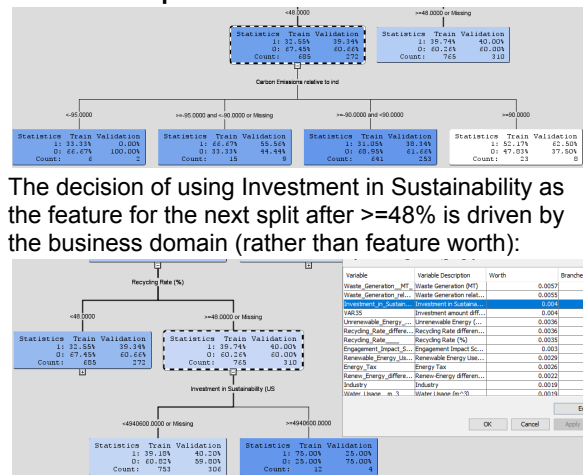 <48.0000 >=48.0000 or Missing
Statistics Train Validation Statistics Train Validation
1: 32.55% 39.34% 1: 39.74% 40.00%
0: 67.45% 60.66% 0: 60.26% 60.00%
Count: 685 272 Count: 765 310
Carbon Emissions relative to ind
<-95.0000 >=-95.0000 and <-90.0000 or Missing >=-90.0000 and <90.0000 >=90.0000
Statistics Train Validation Statistics Train Validation Statistics Train Validation Statistics Train Validation
1: 33.33% 0.00% 1: 66.67% 55.56% 1: 31.05% 38.34% 1: 52.17% 62.50%
0: 66.67% 100.00% 0: 33.33% 44.44% 0: 68.95% 61.66% 0: 47.83% 37.50%
Count: 6 2 Count: 15 9 Count: 641 253 Count: 23 8
The decision of using Investment in Sustainability as
the feature for the next split after >=48% is driven by
the business domain (rather than feature worth):
Recycling Rate (%)
<48.0000 >=48.0000 or Missing
Statistics Train Validation Statistics Train Validation
1: 32.55% 39.34% 1: 39.74% 40.00%
0: 67.45% 60.66% 0: 60.26% 60.00%
Count: 685 272 Count: 765 310
Investment in Sustainability (US
<4940600.0000 or Missing >=4940600.0000
Statistics Train Validation Statistics Train Validation
1: 39.18% 40.20% 1: 75.00% 25.00%
0: 60.82% 59.80% 0: 25.00% 75.00%
Count: 753 306 Count: 12 4
Variable Variable Description Worth Branches
Waste_Generation__MT_ Waste Generation (MT) 0.0057
Waste_Generation_rel... Waste Generation relat... 0.0055
Investment_in_Sustain... Investment in Sustaina... 0.004
VAR35 Investment amount diff... 0.004
Unrenewable_Energy_... Unrenewable Energy (... 0.0036
Recycling_Rate_differe... Recycling Rate differen... 0.0036
Recycling_Rate____ Recycling Rate (%) 0.0035
Engagement_Impact_S... Engagement Impact Sc... 0.003
Renewable_Energy_Us... Renewable Energy Use... 0.0029
Energy_Tax Energy Tax 0.0026
Renew_Energy_differe... Renew-Energy differen... 0.0022
Industry Industry 0.0019
Water_Usage__m_3_ Water Usage (m^3) 0.0019
OK Cancel Apply